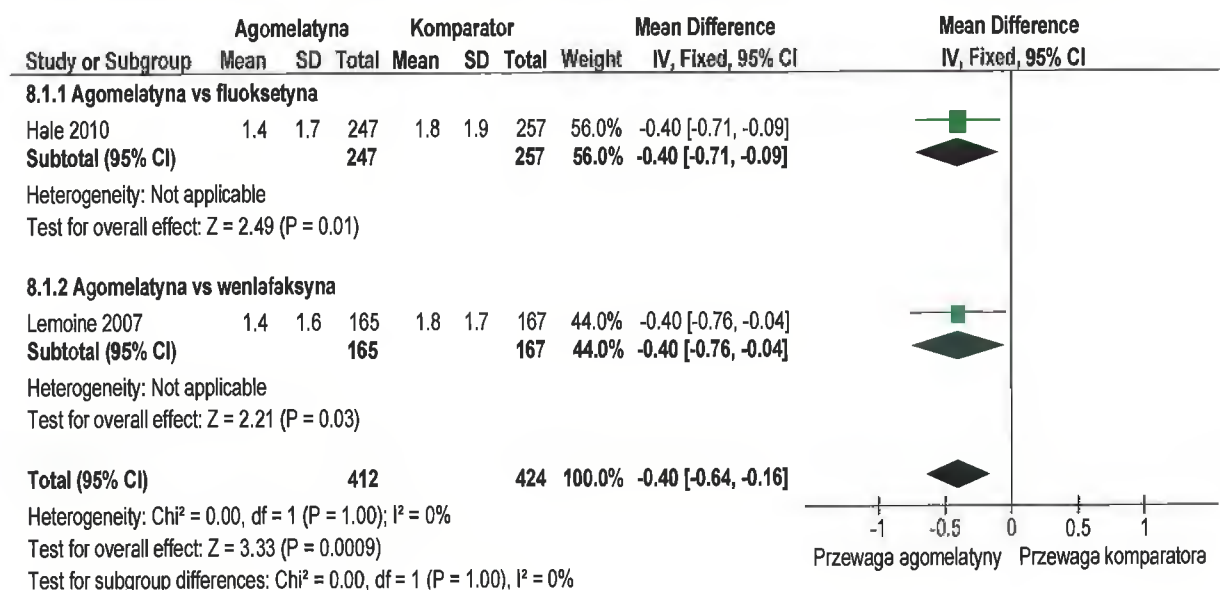 Agomelatyna Komparator Mean Difference Mean Difference
Study or Subgroup Mean SD Total Mean SD Total Weight IV, Fixed, 95% CI IV, Fixed, 95% CI
8.1.1 Agomelatyna vs fluoksetyna
Hale 2010 1.4 1.7 247 1.8 1.9 257 56.0% -0.40 [-0.71, -0.09]
Subtotal (95% CI) 247 257 56.0% -0.40 [-0.71, -0.09]
Heterogeneity: Not applicable
Test for overall effect: Z = 2.49 (P = 0.01)
8.1.2 Agomelatyna vs wenlafaksyna
Lemoine 2007 1.4 1.6 165 1.8 1.7 167 44.0% -0.40 [-0.76, -0.04]
Subtotal (95% CI) 165 167 44.0% -0.40 [-0.76, -0.04]
Heterogeneity: Not applicable
Test for overall effect: Z = 2.21 (P = 0.03)
Total (95% CI) 412 424 100.0% -0.40 [-0.64, -0.16]
Heterogeneity: Chi² = 0.00, df = 1 (P = 1.00); I² = 0%
Test for overall effect: Z = 3.33 (P = 0.0009)
Test for subgroup differences: Chi² = 0.00, df = 1 (P = 1.00), I² = 0%
-1 -0.5 0 0.5 1
Przewaga agomelatyny Przewaga komparatora